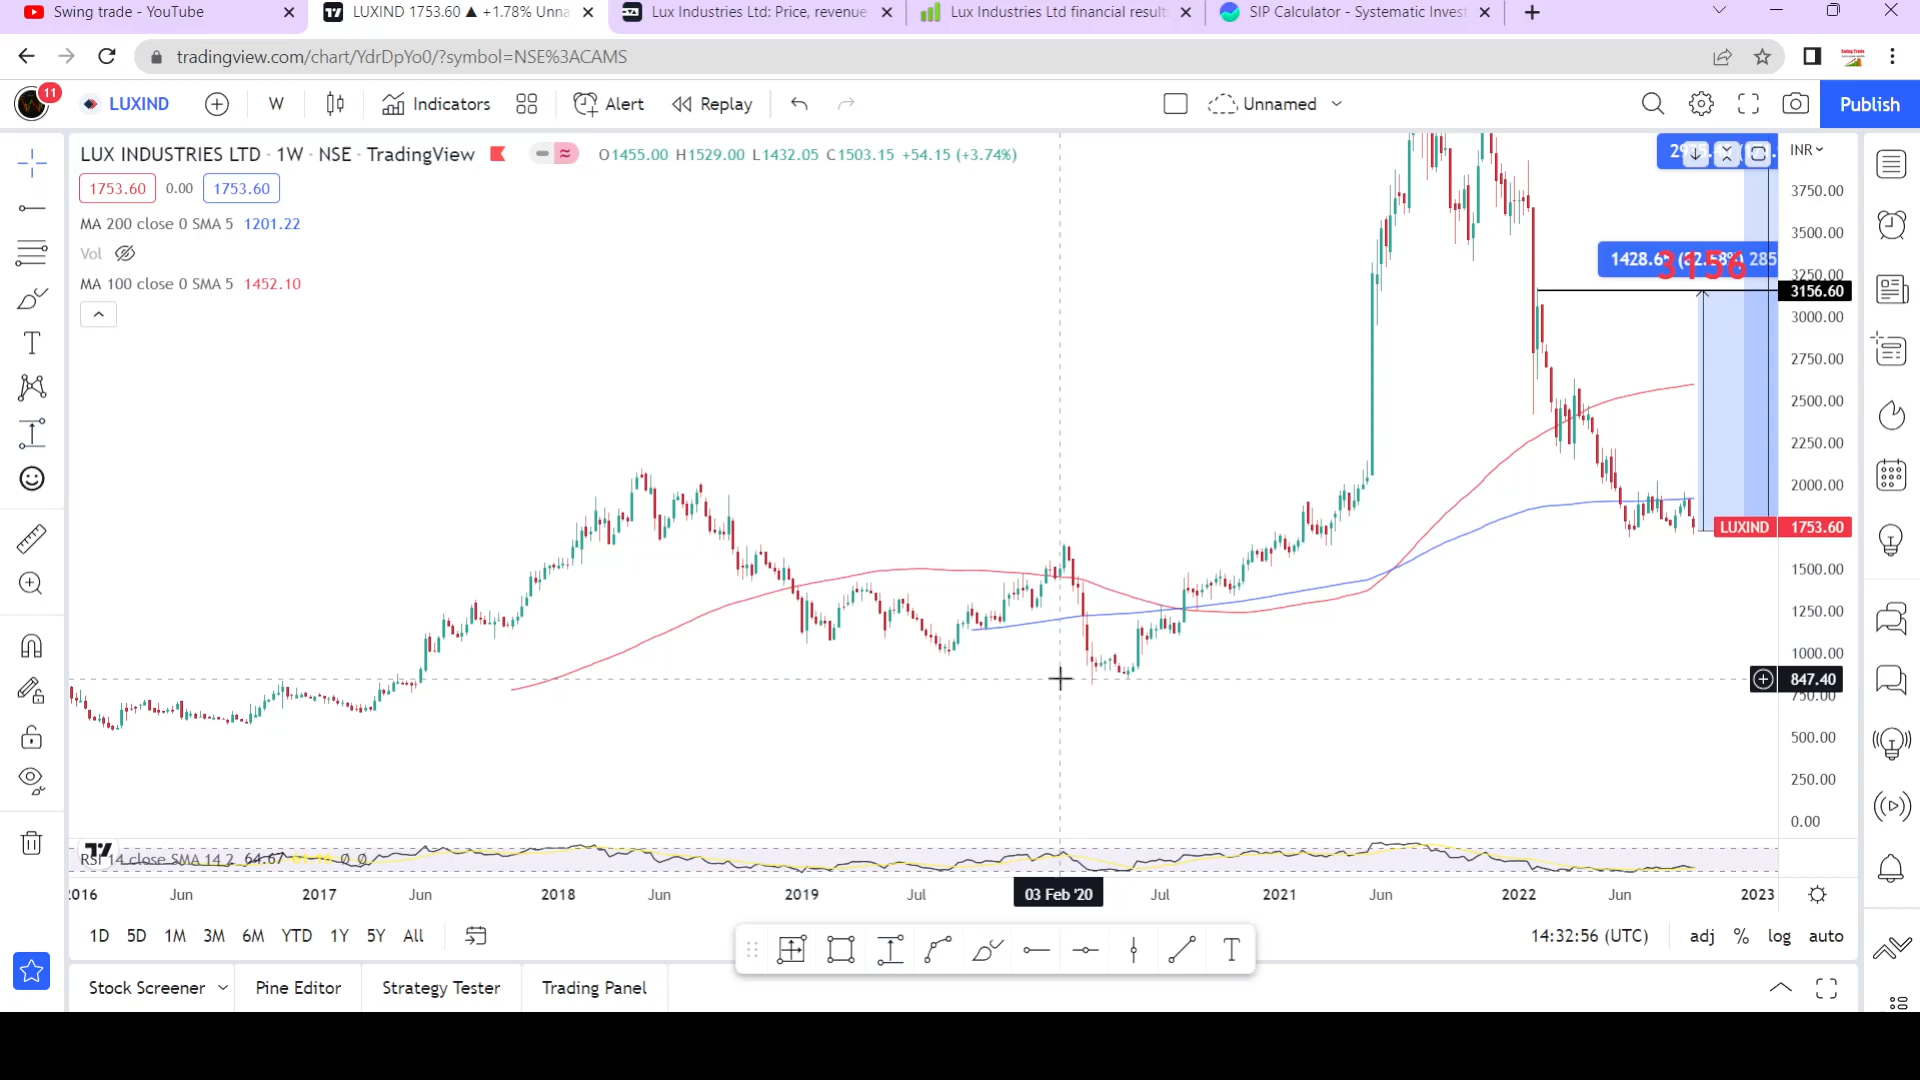 Swing trade - YouTube
LUXIND 1753.60 ▲ +1.78% Unna
Lux Industries Ltd: Price, revenue
Lux Industries Ltd financial result
SIP Calculator - Systematic Invest
tradingview.com/chart/YdrDpYo0/?symbol=NSE%3ACAMS
11
LUXIND
W
Indicators
Alert
Replay
Unnamed
Publish
LUX INDUSTRIES LTD · 1W · NSE · TradingView
O1455.00 H1529.00 L1432.05 C1503.15 +54.15 (+3.74%)
1753.60 0.00 1753.60
MA 200 close 0 SMA 5 1201.22
Vol
MA 100 close 0 SMA 5 1452.10
INR
3750.00
3500.00
3156
285
3250.00
3156.60
3000.00
2750.00
2500.00
2250.00
2000.00
LUXIND 1753.60
1500.00
1250.00
1000.00
847.40
750.00
500.00
250.00
0.00
RSI 14 close SMA 14 2 64.67 0 0
2016 Jun 2017 Jun 2018 Jun 2019 Jul 03 Feb '20 Jul 2021 Jun 2022 Jun 2023
1D 5D 1M 3M 6M YTD 1Y 5Y All
T
14:32:56 (UTC) adj % log auto
Stock Screener Pine Editor Strategy Tester Trading Panel